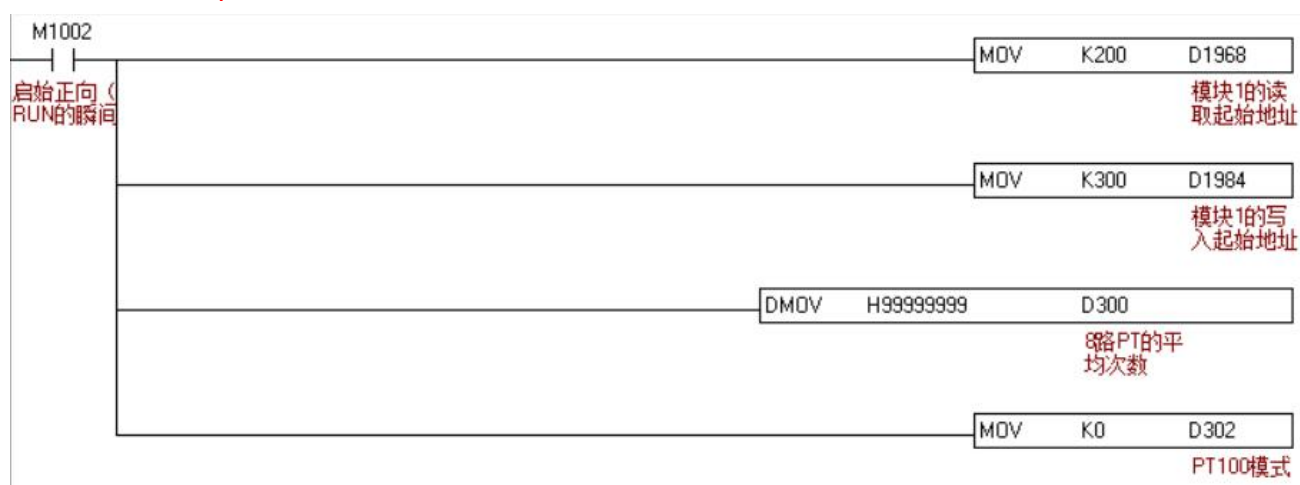 M1002
启始正向（
RUN的瞬间
MOV K200 D1968
模块1的读
取起始地址
MOV K300 D1984
模块1的写
入起始地址
DMOV H99999999 D300
8路PT的平
均次数
MOV K0 D302
PT100模式